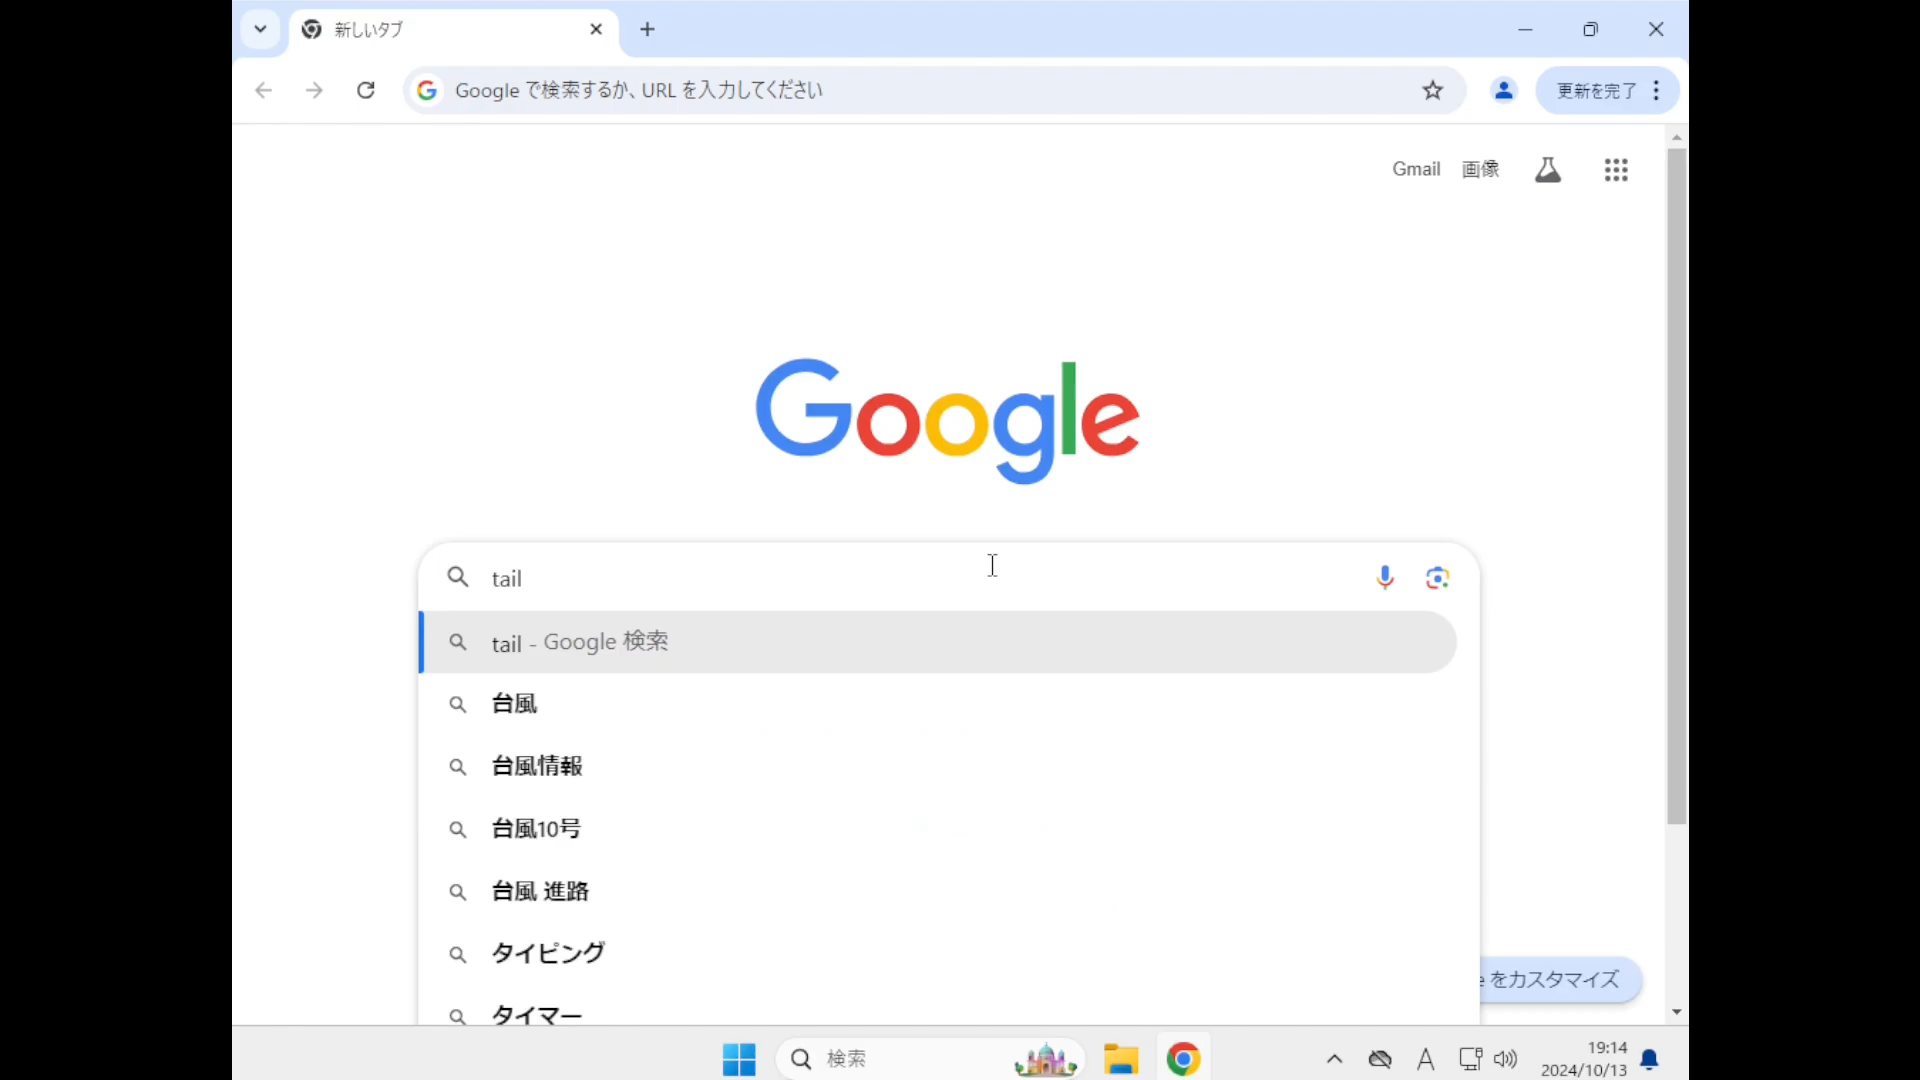 新しいタブ
Google で検索するか、URL を入力してください
更新を完了
Gmail 画像
Google
tail
tail - Google 検索
台風
台風情報
台風10号
台風 進路
タイピング
をカスタマイズ
タイマー
検索
A
19:14
2024/10/13